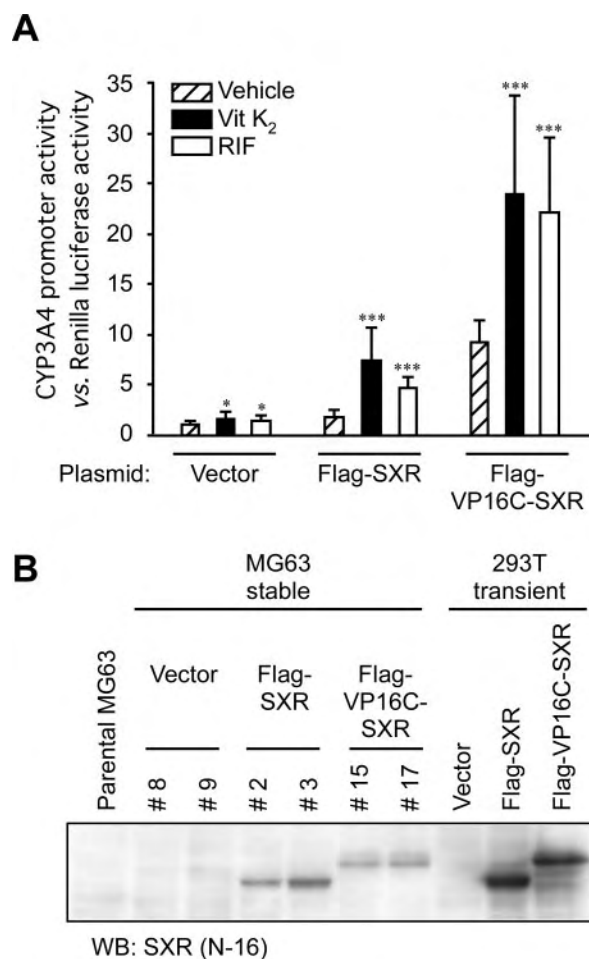 A
CYP3A4 promoter activity
vs. Renilla luciferase activity
35
30
25
20
15
10
5
0
Vehicle
Vit K₂
RIF
* * *** *** *** ***
Plasmid: Vector Flag-SXR Flag-
VP16C-SXR
B
MG63
stable
293T
transient
Parental MG63
Vector
Flag-
SXR
Flag-
VP16C-
SXR
# 8
# 9
# 2
# 3
# 15
# 17
Vector
Flag-SXR
Flag-VP16C-SXR
WB: SXR (N-16)